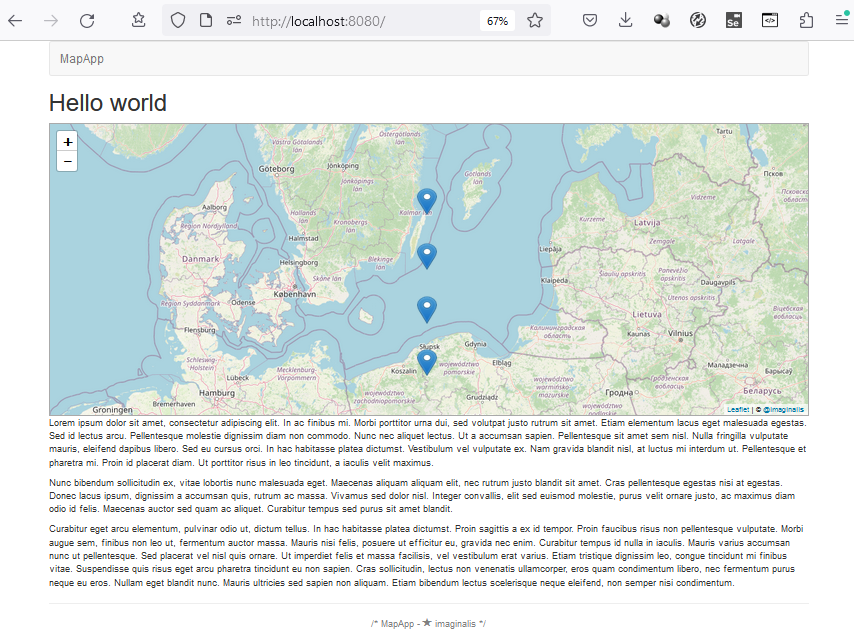 http://localhost:8080/
67%
Se
MapApp
Hello world
+
−
Östergötlands län
Västra Götalands län
Jönköping
Tartu
Göteborg
Jönköpings län
Gotlands län
Псков
Vidzeme
Aalborg
Region Nordjylland
Hallands län
Kronobergs län
Kurzeme
Latvija
Halmstad
Zemgale
Latgale
Danmark
Helsingborg
Blekinge län
Liepāja
Skåne län
Klaipėda
Šiaulių apskritis
Panevėžio apskritis
Daugavpils
København
Utenos apskritis
Region Syddanmark
Odense
Lietuva
Віцебская вобласць
Flensburg
Калининградская область
Kaunas
Vilnius
Słupsk
Gdynia
Schleswig-Holstein
Koszalin
Elbląg
Маладзечна
Барысаў
Mecklenburg-Vorpommern
województwo pomorskie
Lübeck
województwo zachodniopomorskie
województwo warmińsko-mazurskie
Гродна
Беларусь
Hamburg
Grudziądz
Bremerhaven
Groningen
Leaflet | © @imaginalis
Lorem ipsum dolor sit amet, consectetur adipiscing elit. In ac finibus mi. Morbi porttitor urna dui, sed volutpat justo rutrum sit amet. Etiam elementum lacus eget malesuada egestas.
Sed id lectus arcu. Pellentesque molestie dignissim diam non commodo. Nunc nec aliquet lectus. Ut a accumsan sapien. Pellentesque sit amet sem nisl. Nulla fringilla vulputate
mauris, eleifend dapibus libero. Sed eu cursus orci. In hac habitasse platea dictumst. Vestibulum vel vulputate ex. Nam gravida blandit nisl, at luctus mi interdum ut. Pellentesque et
pharetra mi. Proin id placerat diam. Ut porttitor risus in leo tincidunt, a iaculis velit maximus.
Nunc bibendum sollicitudin ex, vitae lobortis nunc malesuada eget. Maecenas aliquam aliquam elit, nec rutrum justo blandit sit amet. Cras pellentesque egestas nisi at egestas.
Donec lacus ipsum, dignissim a accumsan quis, rutrum ac massa. Vivamus sed dolor nisl. Integer convallis, elit sed euismod molestie, purus velit ornare justo, ac maximus diam
odio id felis. Maecenas auctor sed quam ac aliquet. Curabitur tempus sed purus sit amet blandit.
Curabitur eget arcu elementum, pulvinar odio ut, dictum tellus. In hac habitasse platea dictumst. Proin sagittis a ex id tempor. Proin faucibus risus non pellentesque vulputate. Morbi
augue sem, finibus non leo ut, fermentum auctor massa. Mauris nisi felis, posuere ut efficitur eu, gravida nec enim. Curabitur tempus id nulla in iaculis. Mauris varius accumsan
nunc ut pellentesque. Sed placerat vel nisl quis ornare. Ut imperdiet felis et massa facilisis, vel vestibulum erat varius. Etiam tristique dignissim leo, congue tincidunt mi finibus
vitae. Suspendisse quis risus eget arcu pharetra tincidunt eu non sapien. Cras sollicitudin, lectus non venenatis ullamcorper, eros quam condimentum libero, nec fermentum purus
neque eu eros. Nullam eget blandit nunc. Mauris ultricies sed sapien non aliquam. Etiam bibendum lectus scelerisque neque eleifend, non semper nisi condimentum.
/* MapApp - ★ imaginalis */